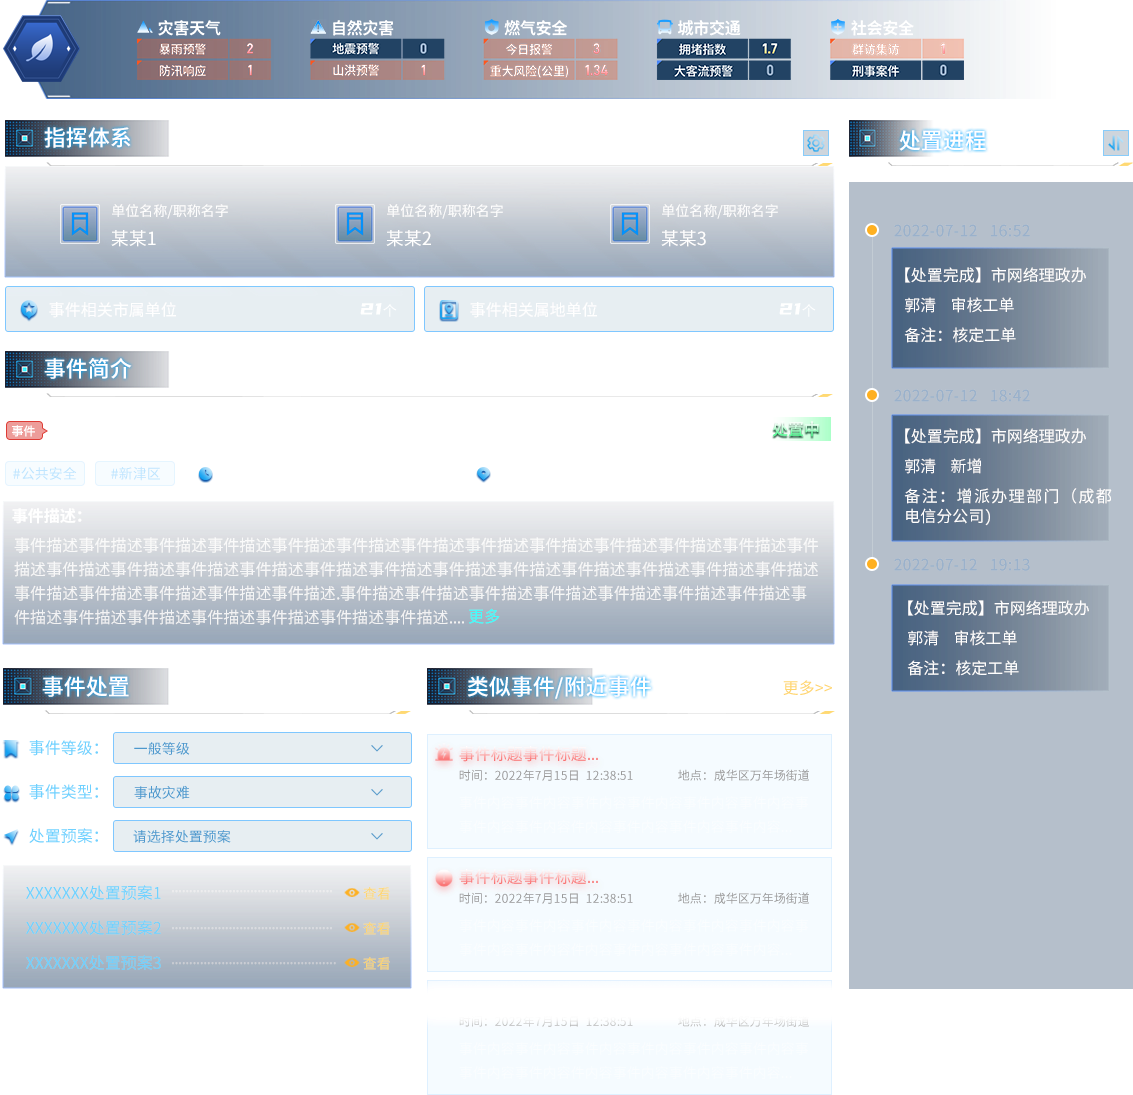 灾害天气
暴雨预警 2
防汛响应 1
自然灾害
地震预警 0
山洪预警 1
燃气安全
今日报警 3
重大风险(公里) 1.34
城市交通
拥堵指数 1.7
大客流预警 0
社会安全
群访集访 1
刑事案件 0
指挥体系
单位名称/职称名字
某某1
单位名称/职称名字
某某2
单位名称/职称名字
某某3
事件相关市属单位 21个
事件相关属地单位 21个
事件简介
事件
处置中
#公共安全 #新津区
事件描述：
事件描述事件描述事件描述事件描述事件描述事件描述事件描述事件描述事件描述事件描述事件描述事件描述事件
描述事件描述事件描述事件描述事件描述事件描述事件描述事件描述事件描述事件描述事件描述事件描述事件描述
事件描述事件描述事件描述事件描述事件描述.事件描述事件描述事件描述事件描述事件描述事件描述事件描述事
件描述事件描述事件描述事件描述事件描述事件描述事件描述.... 更多
事件处置
事件等级： 一般等级
事件类型： 事故灾难
处置预案： 请选择处置预案
XXXXXXX处置预案1 查看
XXXXXXX处置预案2 查看
XXXXXXX处置预案3 查看
类似事件/附近事件 更多>>
事件标题事件标题...
时间：2022年7月15日 12:38:51 地点：成华区万年场街道
事件标题事件标题...
时间：2022年7月15日 12:38:51 地点：成华区万年场街道
时间：2022年7月15日 12:38:51 地点：成华区万年场街道
处置进程
2022-07-12 16:52
【处置完成】市网络理政办
郭清 审核工单
备注：核定工单
2022-07-12 18:42
【处置完成】市网络理政办
郭清 新增
备注：增派办理部门（成都
电信分公司)
2022-07-12 19:13
【处置完成】市网络理政办
郭清 审核工单
备注：核定工单